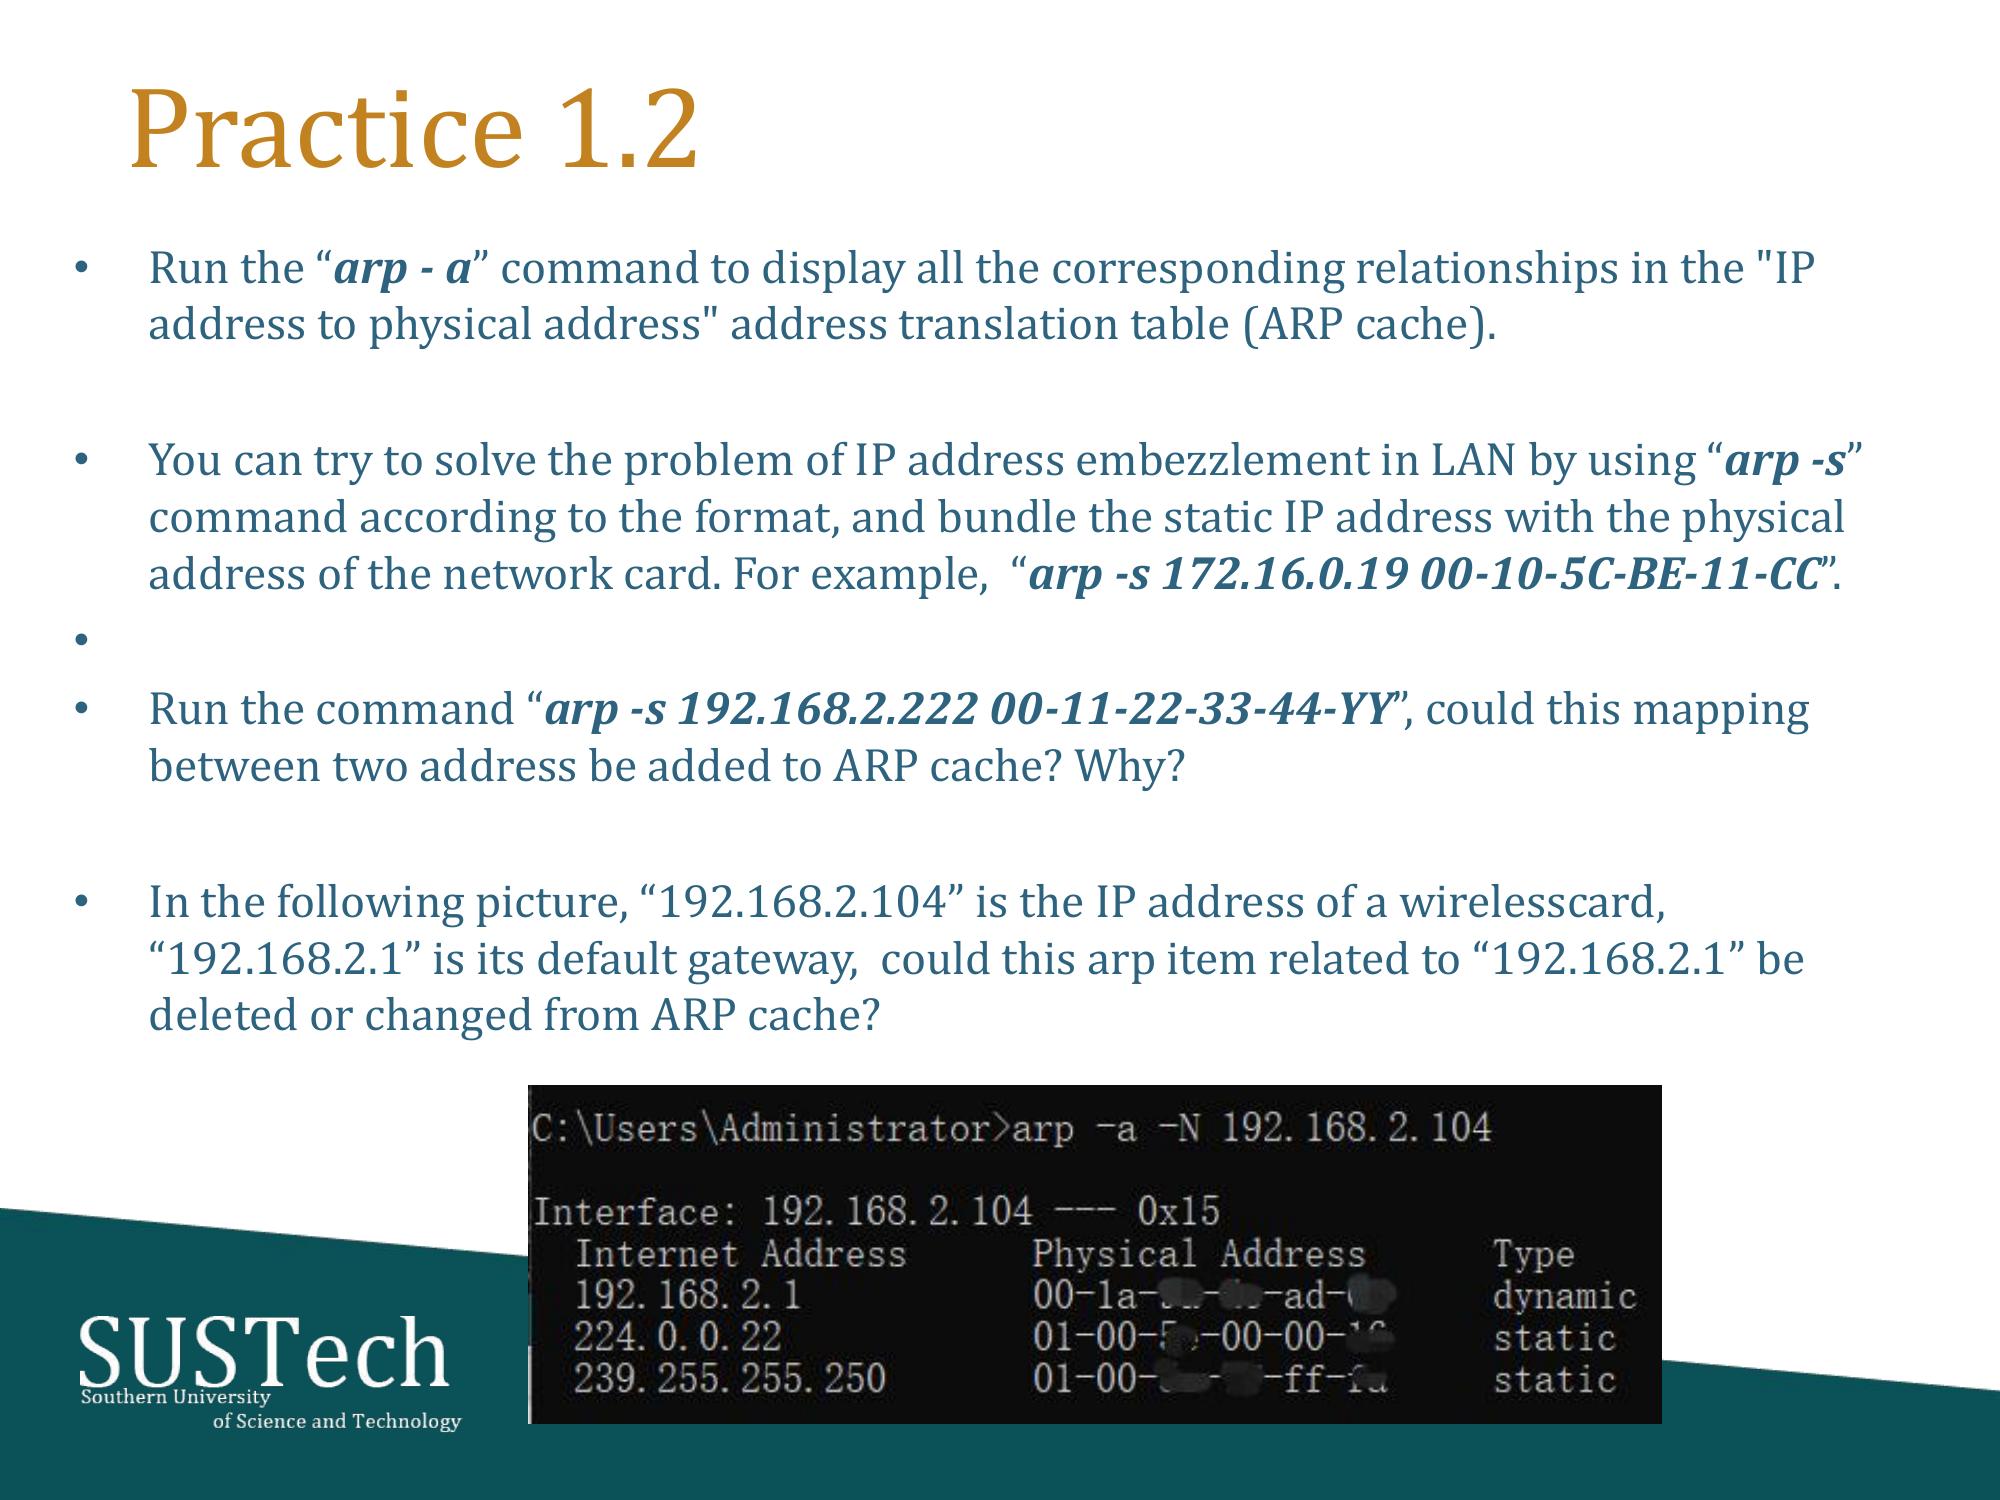 Practice 1.2
• Run the “arp - a” command to display all the corresponding relationships in the "IP
address to physical address" address translation table (ARP cache).
• You can try to solve the problem of IP address embezzlement in LAN by using “arp -s”
command according to the format, and bundle the static IP address with the physical
address of the network card. For example,  “arp -s 172.16.0.19 00-10-5C-BE-11-CC”.
•
• Run the command “arp -s 192.168.2.222 00-11-22-33-44-YY”, could this mapping
between two address be added to ARP cache? Why?
• In the following picture, “192.168.2.104” is the IP address of a wirelesscard,
“192.168.2.1” is its default gateway,  could this arp item related to “192.168.2.1” be
deleted or changed from ARP cache?
C:\Users\Administrator>arp -a -N 192.168.2.104
Interface: 192.168.2.104 --- 0x15
Internet Address Physical Address Type
192.168.2.1 00-1a- -ad- dynamic
224.0.0.22 01-00- -00-00- static
239.255.255.250 01-00- -ff- static
SUSTech
Southern University
of Science and Technology